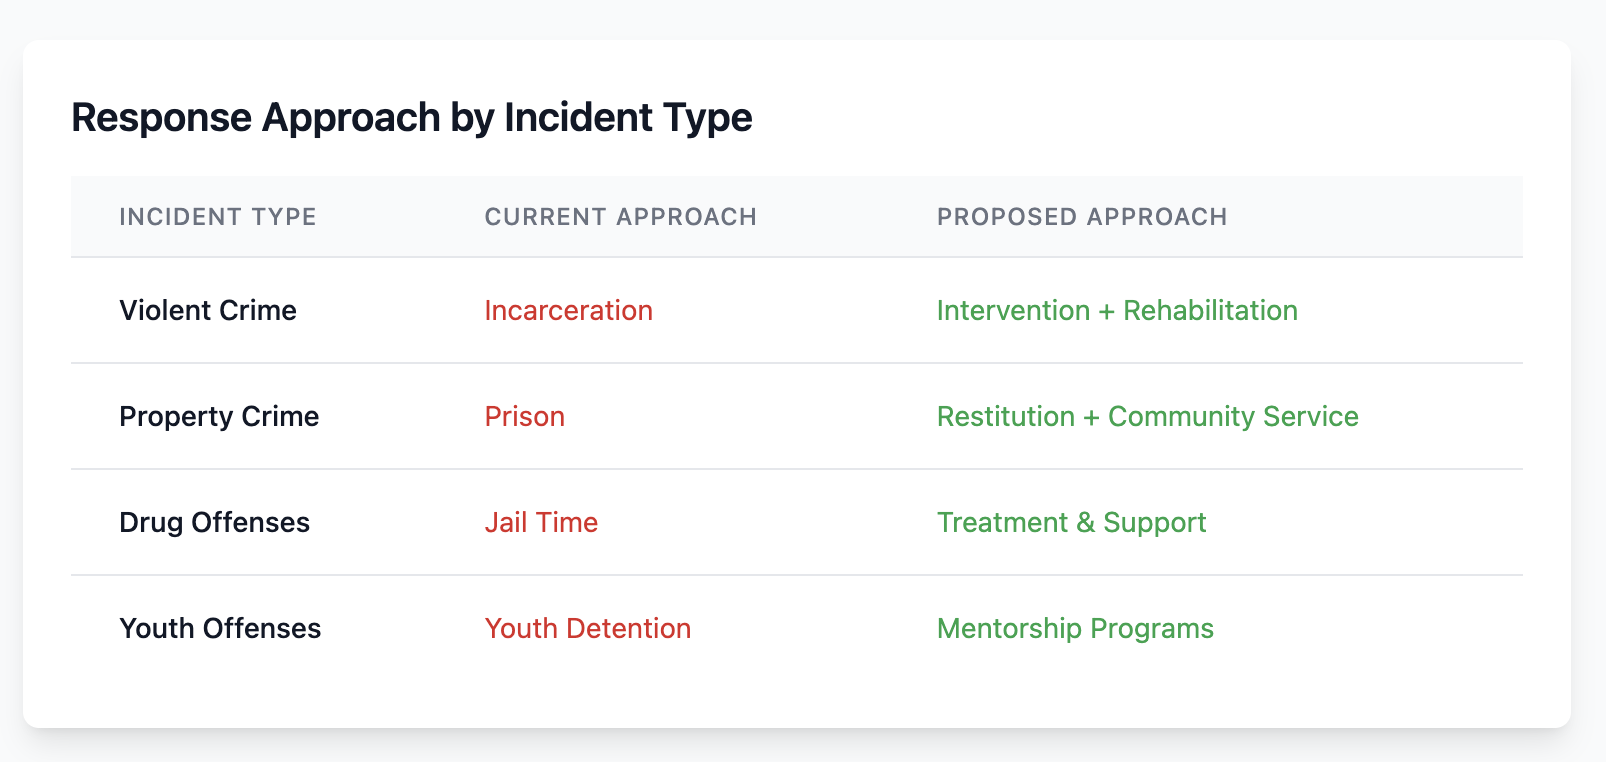 Response Approach by Incident Type
INCIDENT TYPE CURRENT APPROACH PROPOSED APPROACH
Violent Crime Incarceration Intervention + Rehabilitation
Property Crime Prison Restitution + Community Service
Drug Offenses Jail Time Treatment & Support
Youth Offenses Youth Detention Mentorship Programs